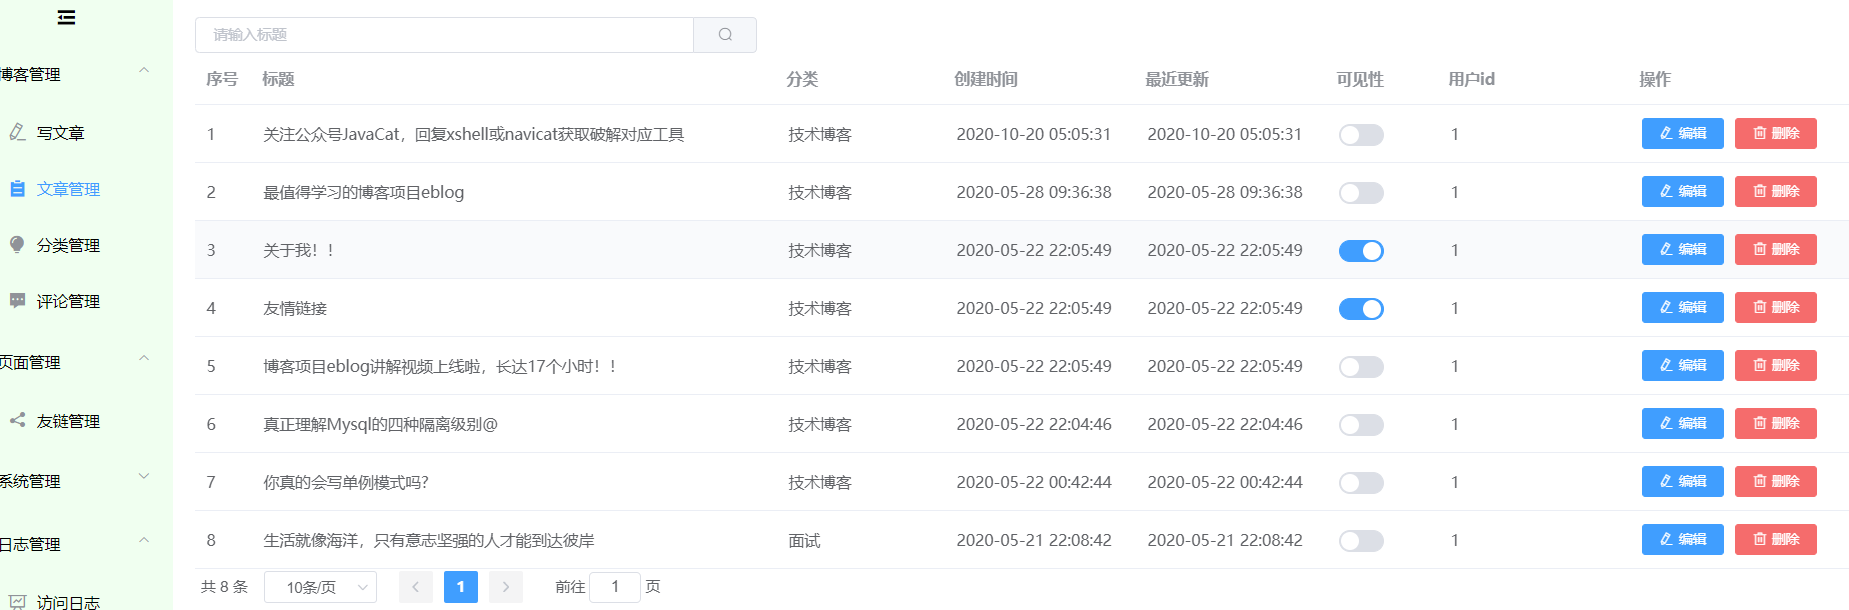 博客管理
写文章
文章管理
分类管理
评论管理
页面管理
友链管理
系统管理
日志管理
访问日志
请输入标题
序号 标题 分类 创建时间 最近更新 可见性 用户id 操作
1 关注公众号JavaCat，回复xshell或navicat获取破解对应工具 技术博客 2020-10-20 05:05:31 2020-10-20 05:05:31 1 编辑 删除
2 最值得学习的博客项目eblog 技术博客 2020-05-28 09:36:38 2020-05-28 09:36:38 1 编辑 删除
3 关于我！！ 技术博客 2020-05-22 22:05:49 2020-05-22 22:05:49 1 编辑 删除
4 友情链接 技术博客 2020-05-22 22:05:49 2020-05-22 22:05:49 1 编辑 删除
5 博客项目eblog讲解视频上线啦，长达17个小时！！ 技术博客 2020-05-22 22:05:49 2020-05-22 22:05:49 1 编辑 删除
6 真正理解Mysql的四种隔离级别@ 技术博客 2020-05-22 22:04:46 2020-05-22 22:04:46 1 编辑 删除
7 你真的会写单例模式吗? 技术博客 2020-05-22 00:42:44 2020-05-22 00:42:44 1 编辑 删除
8 生活就像海洋，只有意志坚强的人才能到达彼岸 面试 2020-05-21 22:08:42 2020-05-21 22:08:42 1 编辑 删除
共 8 条 10条/页 1 前往 1 页